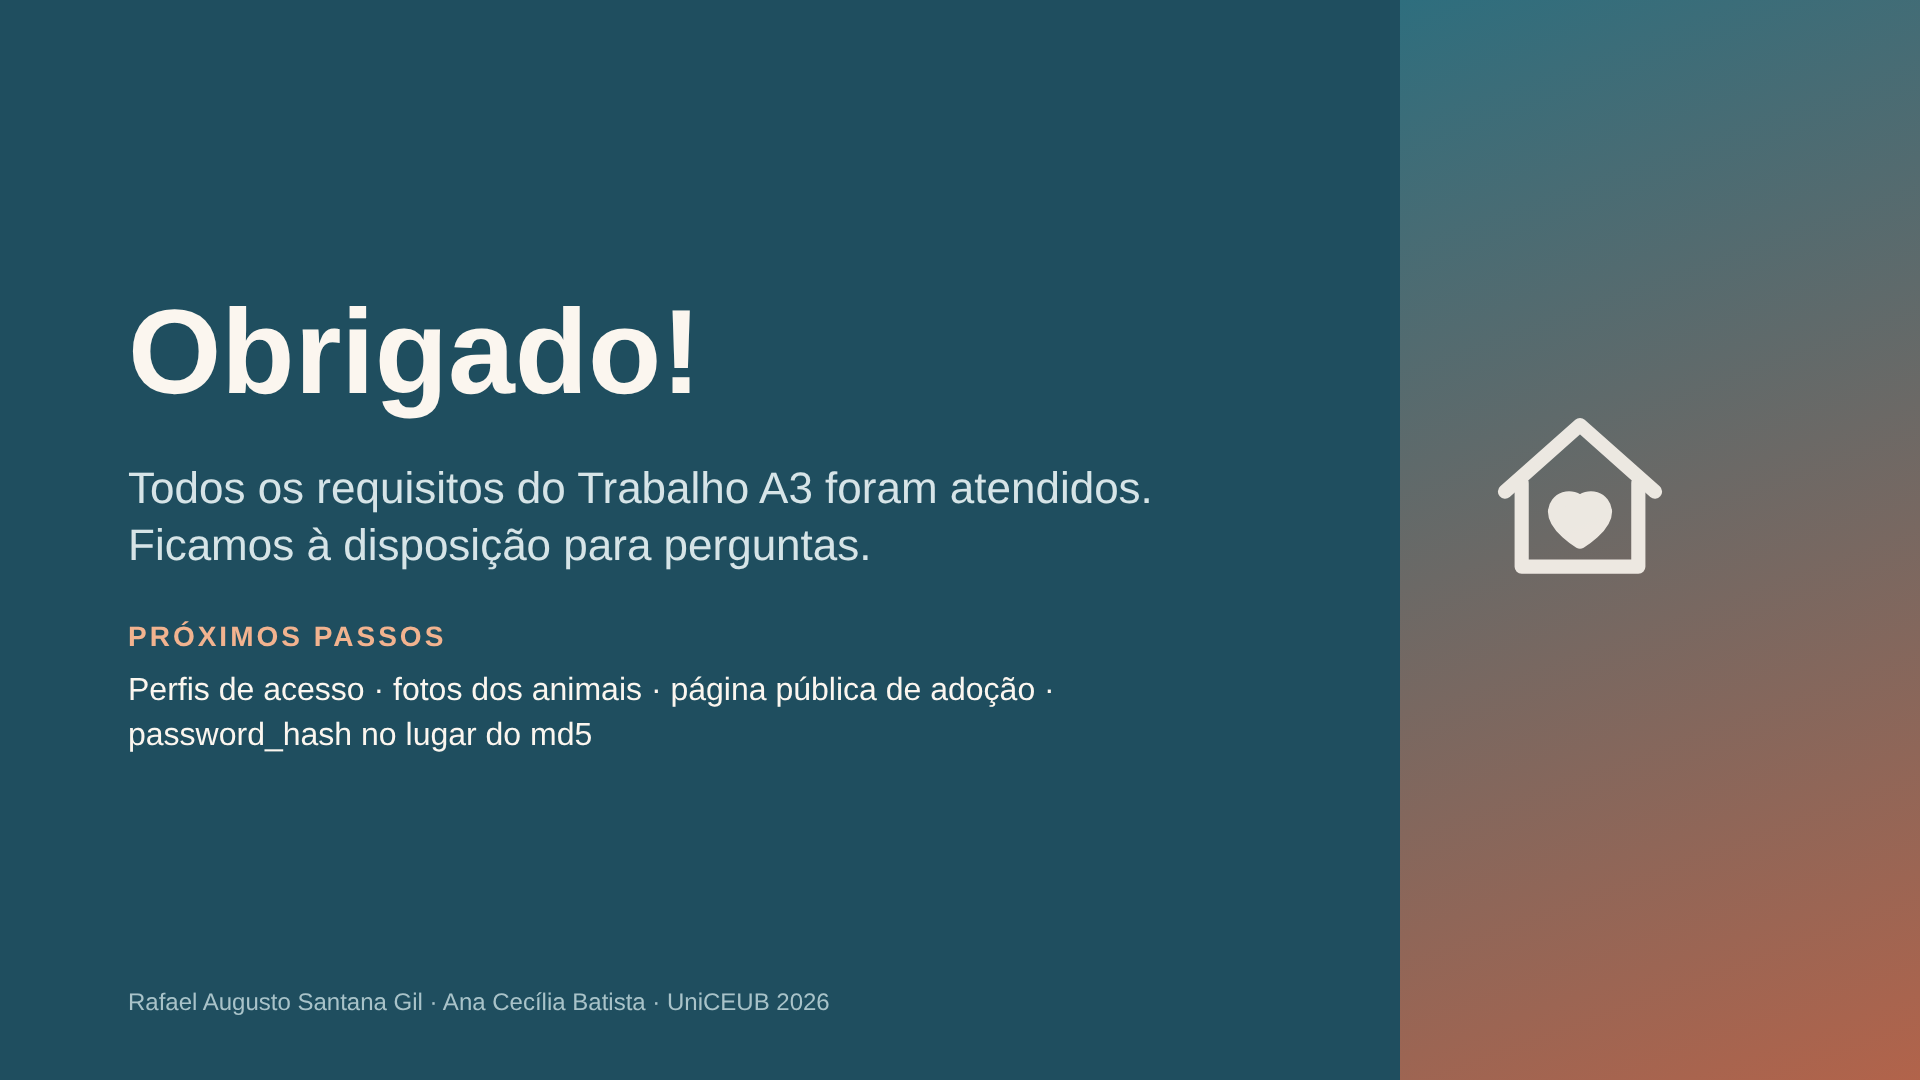 Obrigado!
Todos os requisitos do Trabalho A3 foram atendidos.
Ficamos à disposição para perguntas.
PRÓXIMOS PASSOS
Perfis de acesso · fotos dos animais · página pública de adoção ·
password_hash no lugar do md5
Rafael Augusto Santana Gil · Ana Cecília Batista · UniCEUB 2026